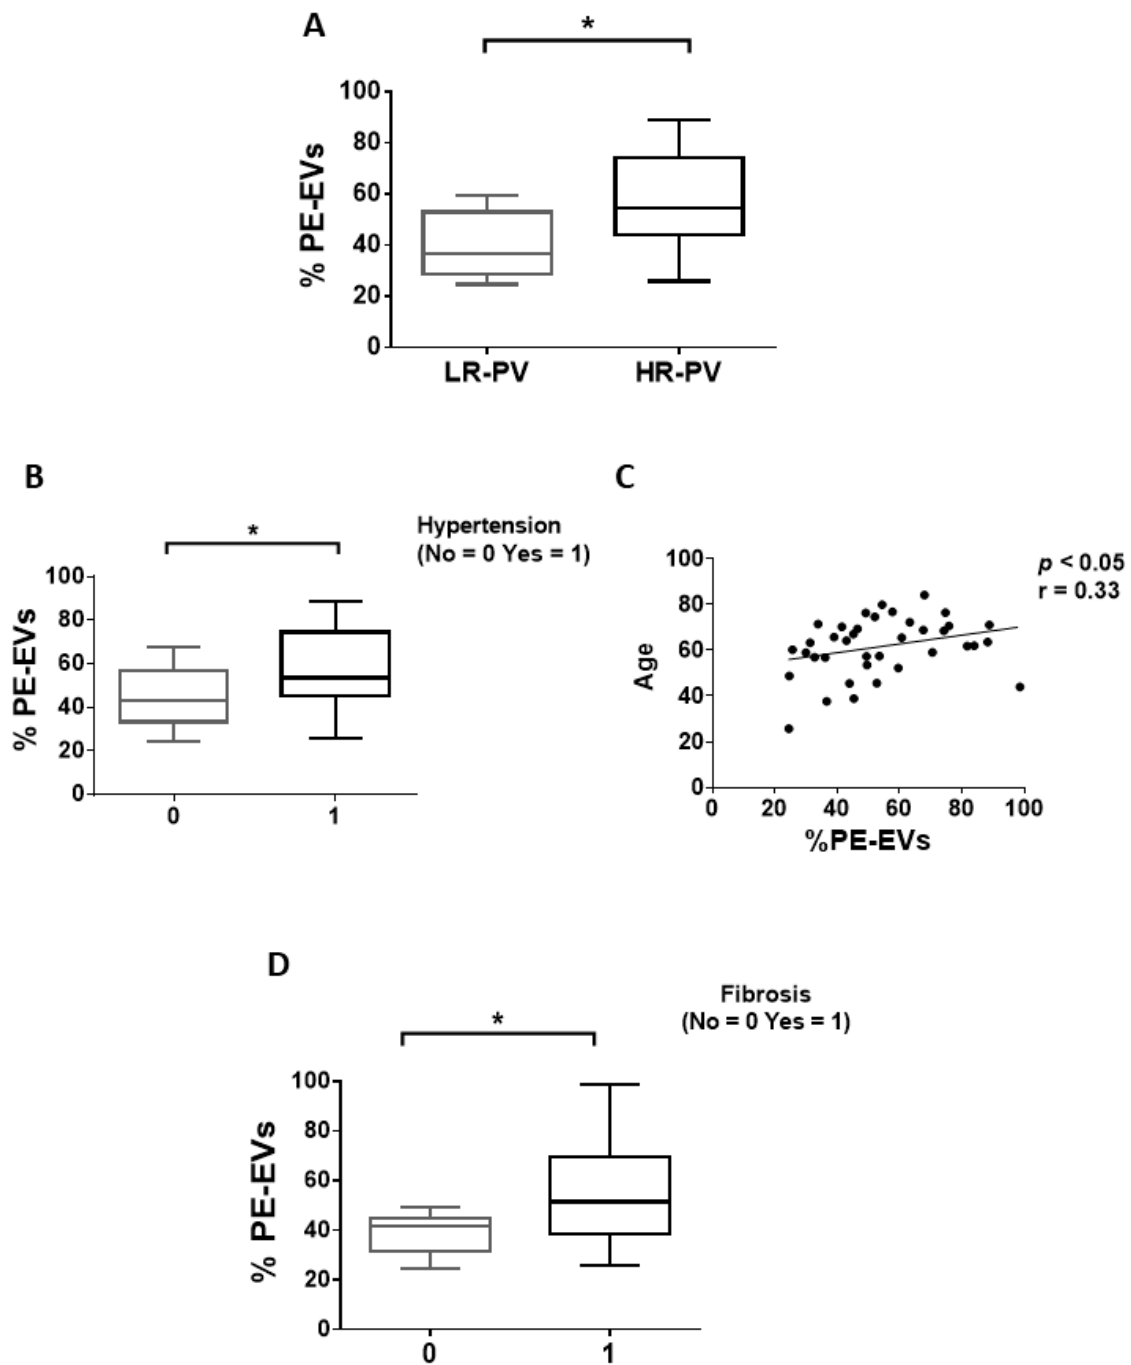 A
*
100
80
60
40
20
0
% PE-EVs
LR-PV HR-PV
B
*
Hypertension
(No = 0 Yes = 1)
100
80
60
40
20
0
% PE-EVs
0 1
C
p < 0.05
r = 0.33
100
80
60
40
20
0
Age
0 20 40 60 80 100
%PE-EVs
D
*
Fibrosis
(No = 0 Yes = 1)
100
80
60
40
20
0
% PE-EVs
0 1